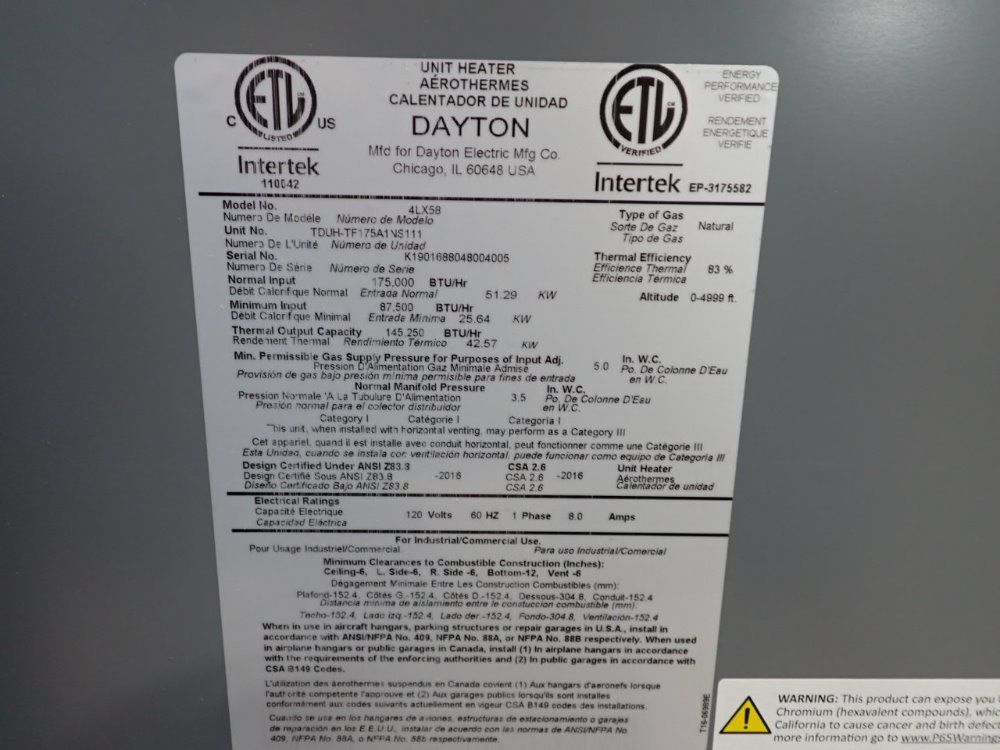 UNIT HEATER
AÉROTHERMES
CALENTADOR DE UNIDAD
DAYTON
Mfd for Dayton Electric Mfg Co.
Chicago, IL 60648 USA
ETL
C LISTED US
Intertek
110042
ETL
VERIFIED
Intertek EP-3175582
ENERGY
PERFORMANCE
VERIFIED
RENDEMENT
ENERGETIQUE
VERIFIE
Model No. 4LX58
Numero De Modéle Número de Modelo
Unit No. TDUH-TF175A1NS111
Numero De L'Unité Número de Unidad
Serial No. K1901688048004005
Numero De Série Número de Serie
Normal Input 175,000 BTU/Hr
Débit Calorifique Normal Entrada Normal 51.29 KW
Minimum Input 87,500 BTU/Hr
Débit Calorifique Minimal Entrada Minima 25.64 KW
Thermal Output Capacity 145,250 BTU/Hr
Rendement Thermal Rendimiento Térmico 42.57 KW
Type of Gas Natural
Sorte De Gaz
Tipo de Gas
Thermal Efficiency
Efficience Thermal 83 %
Efficiencia Térmica
Altitude 0-4999 ft.
Min. Permissible Gas Supply Pressure for Purposes of Input Adj. 5.0 In. W.C.
Pression D'Alimentation Gaz Minimale Admise Po. De Colonne D'Eau
Provisión de gas bajo presión mínima permisible para fines de entrada en W.C.
Normal Manifold Pressure In. W.C.
Pression Normale 'A La Tubulure D'Alimentation 3.5 Po. De Colonne D'Eau
Presión normal para el colector distribuidor en W.C.
Category I Catégorie I Categoria I
This unit, when installed with horizontal venting, may perform as a Category III
Cet appariel, quand il est installe avec conduit horizontal, peut fonctionner comme une Catégorie III
Esta Unidad, cuando se instala con ventilación horizontal, puede funcionar como equipo de Categoria III
Design Certified Under ANSI Z83.8 CSA 2.6 Unit Heater
Design Certifié Sous ANSI Z83.8 -2016 CSA 2.6 -2016 Aérothermes
Diseño Certificado Bajo ANSI Z83.8 CSA 2.6 Calentador de unidad
Electrical Ratings
Capacité Electrique 120 Volts 60 HZ 1 Phase 8.0 Amps
Capacidad Eléctrica
For Industrial/Commercial Use.
Pour Usage Industriel/Commercial Para uso Industrial/Comercial
Minimum Clearances to Combustible Construction (Inches):
Ceiling-6, L. Side-6, R. Side -6, Bottom-12, Vent -6
Dégagement Minimale Entre Les Construction Combustibles (mm):
Plafond-152.4, Côtés G.-152.4, Côtés D.-152.4, Dessous-304.8, Conduit-152.4
Distancia mínima de aislamiento entre le constuccion combustible (mm):
Techo-152.4, Lado izq.-152.4, Lado der.-152.4, Fondo-304.8, Ventilación-152.4
When in use in aircraft hangars, parking structures or repair garages in U.S.A., install in
accordance with ANSI/NFPA No. 409, NFPA No. 88A, or NFPA No. 88B respectively. When used
in airplane hangars or public garages in Canada, install (1) In airplane hangars in accordance
with the requirements of the enforcing authorities and (2) In public garages in accordance with
CSA B149 Codes.
L'utilization des aerothermes suspendus en Canada covient (1) Aux hangars d'aeronefs lorsque
l'autorité competente l'approuve et (2) Aux garages publics lorsqu'ils sont installes
conformémént aux codes suivants actuellement en vigeur CSA B149 codes des installations.
Cuando se use en los hangares de aviones, estructuras de estacionamiento o garajes
de reparación en los E.E.U.U., instalar de acuerdo con las normas de ANSI/NFPA No.
409, NFPA No. 88A, o NFPA No. 88b respectivamente.
T16-06989E
WARNING: This product can expose you
Chromium (hexavalent compounds), whic
California to cause cancer and birth defect
more information go to www.P65Warning